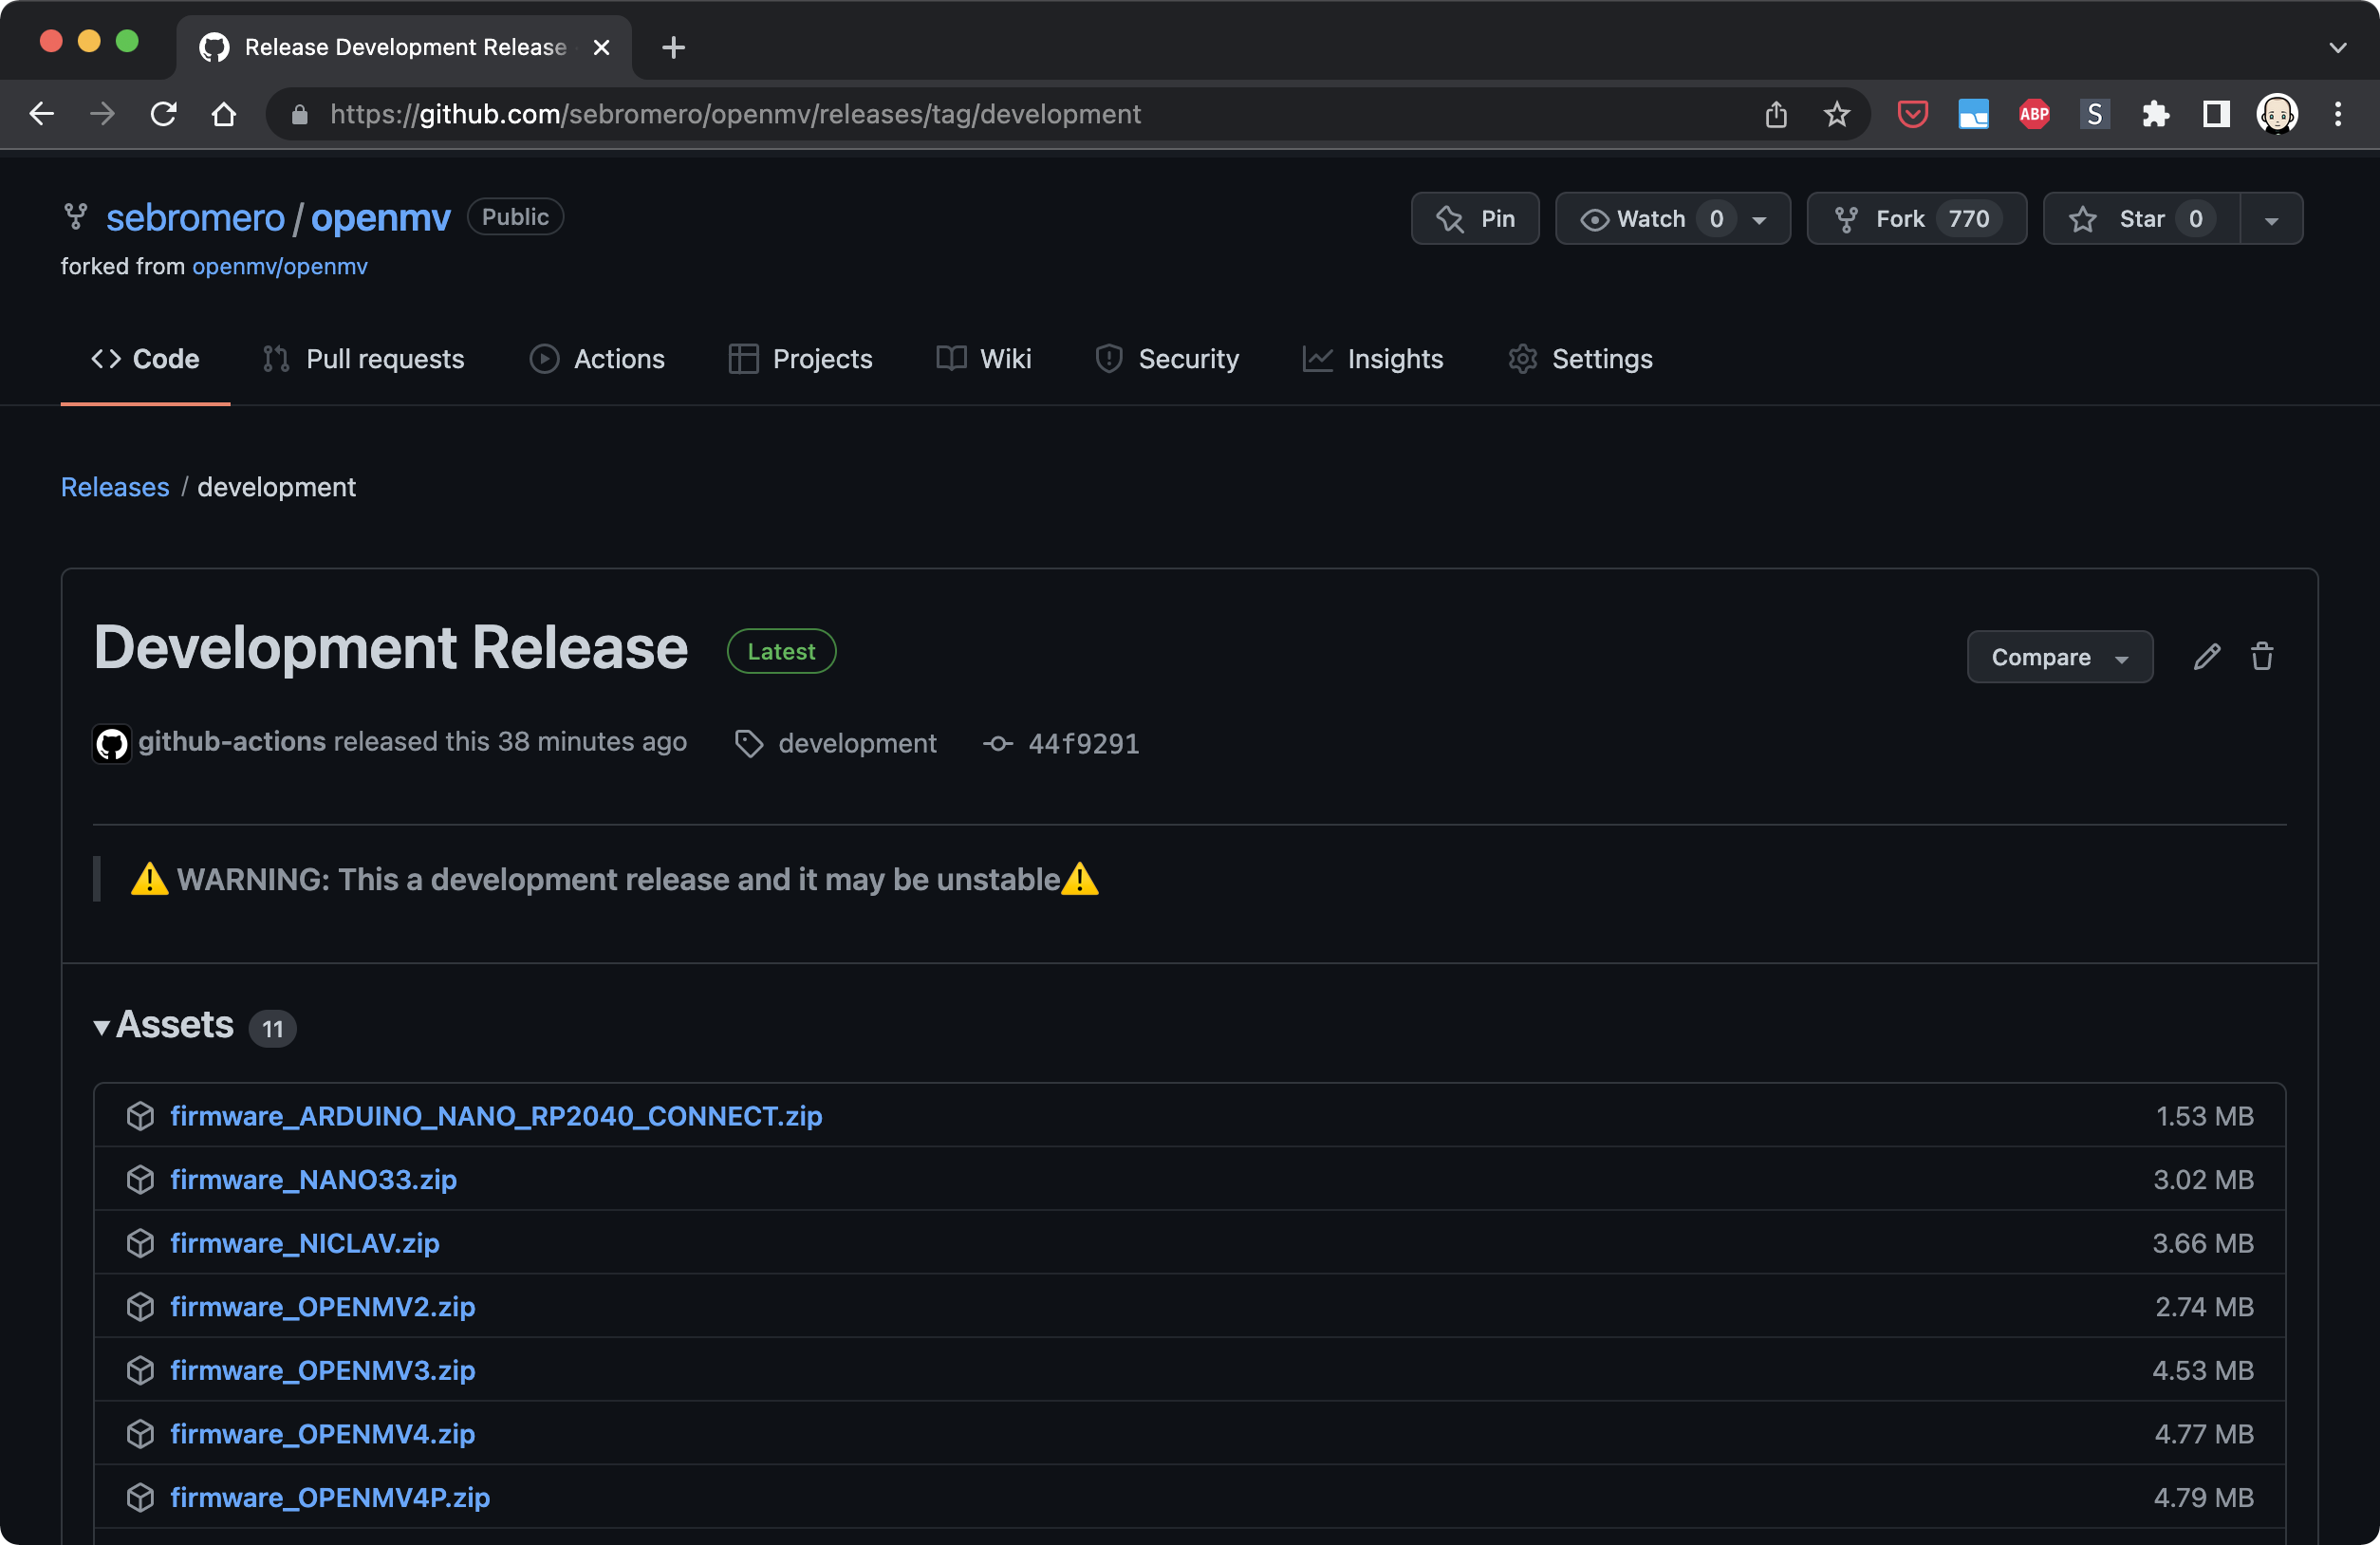 Release Development Release
https://github.com/sebromero/openmv/releases/tag/development
ABP
S
sebromero / openmv Public
Pin
Watch 0
Fork 770
Star 0
forked from openmv/openmv
Code
Pull requests
Actions
Projects
Wiki
Security
Insights
Settings
Releases / development
Development Release Latest
Compare
github-actions released this 38 minutes ago
development
44f9291
WARNING: This a development release and it may be unstable
Assets 11
firmware_ARDUINO_NANO_RP2040_CONNECT.zip 1.53 MB
firmware_NANO33.zip 3.02 MB
firmware_NICLAV.zip 3.66 MB
firmware_OPENMV2.zip 2.74 MB
firmware_OPENMV3.zip 4.53 MB
firmware_OPENMV4.zip 4.77 MB
firmware_OPENMV4P.zip 4.79 MB